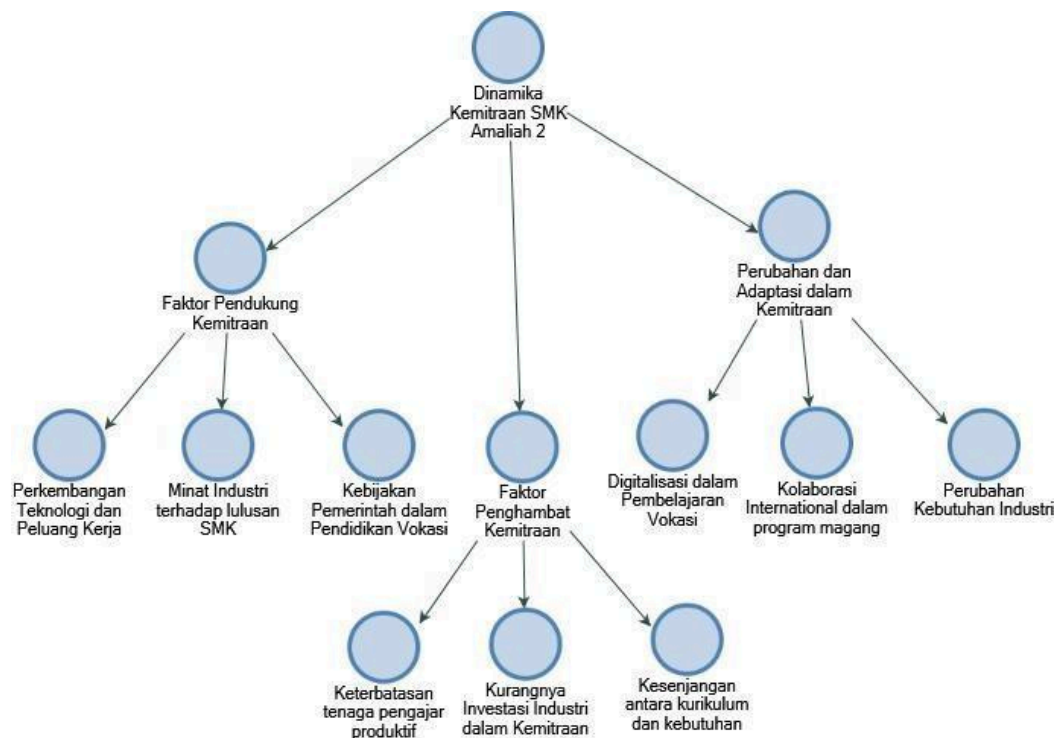 Dinamika
Kemitraan SMK
Amaliah 2
Faktor Pendukung
Kemitraan
Perubahan dan
Adaptasi dalam
Kemitraan
Perkembangan
Teknologi dan
Peluang Kerja
Minat Industri
terhadap lulusan
SMK
Kebijakan
Pemerintah dalam
Pendidikan Vokasi
Faktor
Penghambat
Kemitraan
Digitalisasi dalam
Pembelajaran
Vokasi
Kolaborasi
International dalam
program magang
Perubahan
Kebutuhan Industri
Keterbatasan
tenaga pengajar
produktif
Kurangnya
Investasi Industri
dalam Kemitraan
Kesenjangan
antara kurikulum
dan kebutuhan